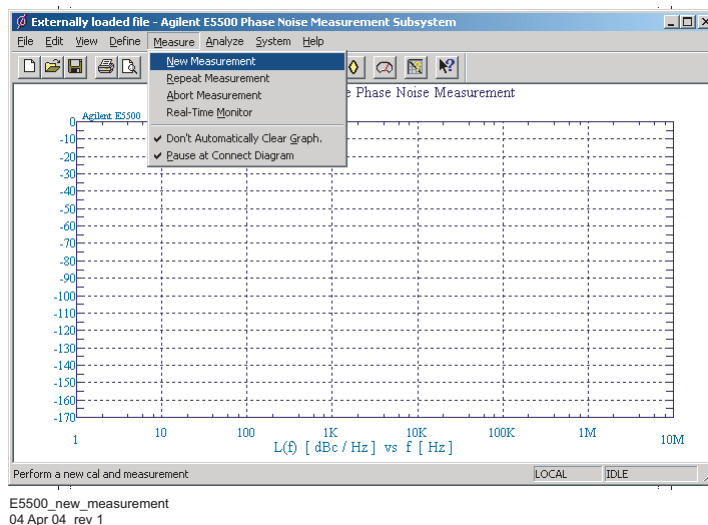 Externally loaded file - Agilent E5500 Phase Noise Measurement Subsystem
File Edit View Define Measure Analyze System Help
New Measurement
Repeat Measurement
Abort Measurement
Real-Time Monitor
✔ Don't Automatically Clear Graph.
✔ Pause at Connect Diagram
Phase Noise Measurement
Agilent E5500
0
-10
-20
-30
-40
-50
-60
-70
-80
-90
-100
-110
-120
-130
-140
-150
-160
-170
1 10 100 1K 10K 100K 1M 10M
L(f) [ dBc / Hz ] vs f [ Hz ]
Perform a new cal and measurement LOCAL IDLE
E5500_new_measurement
04 Apr 04 rev 1